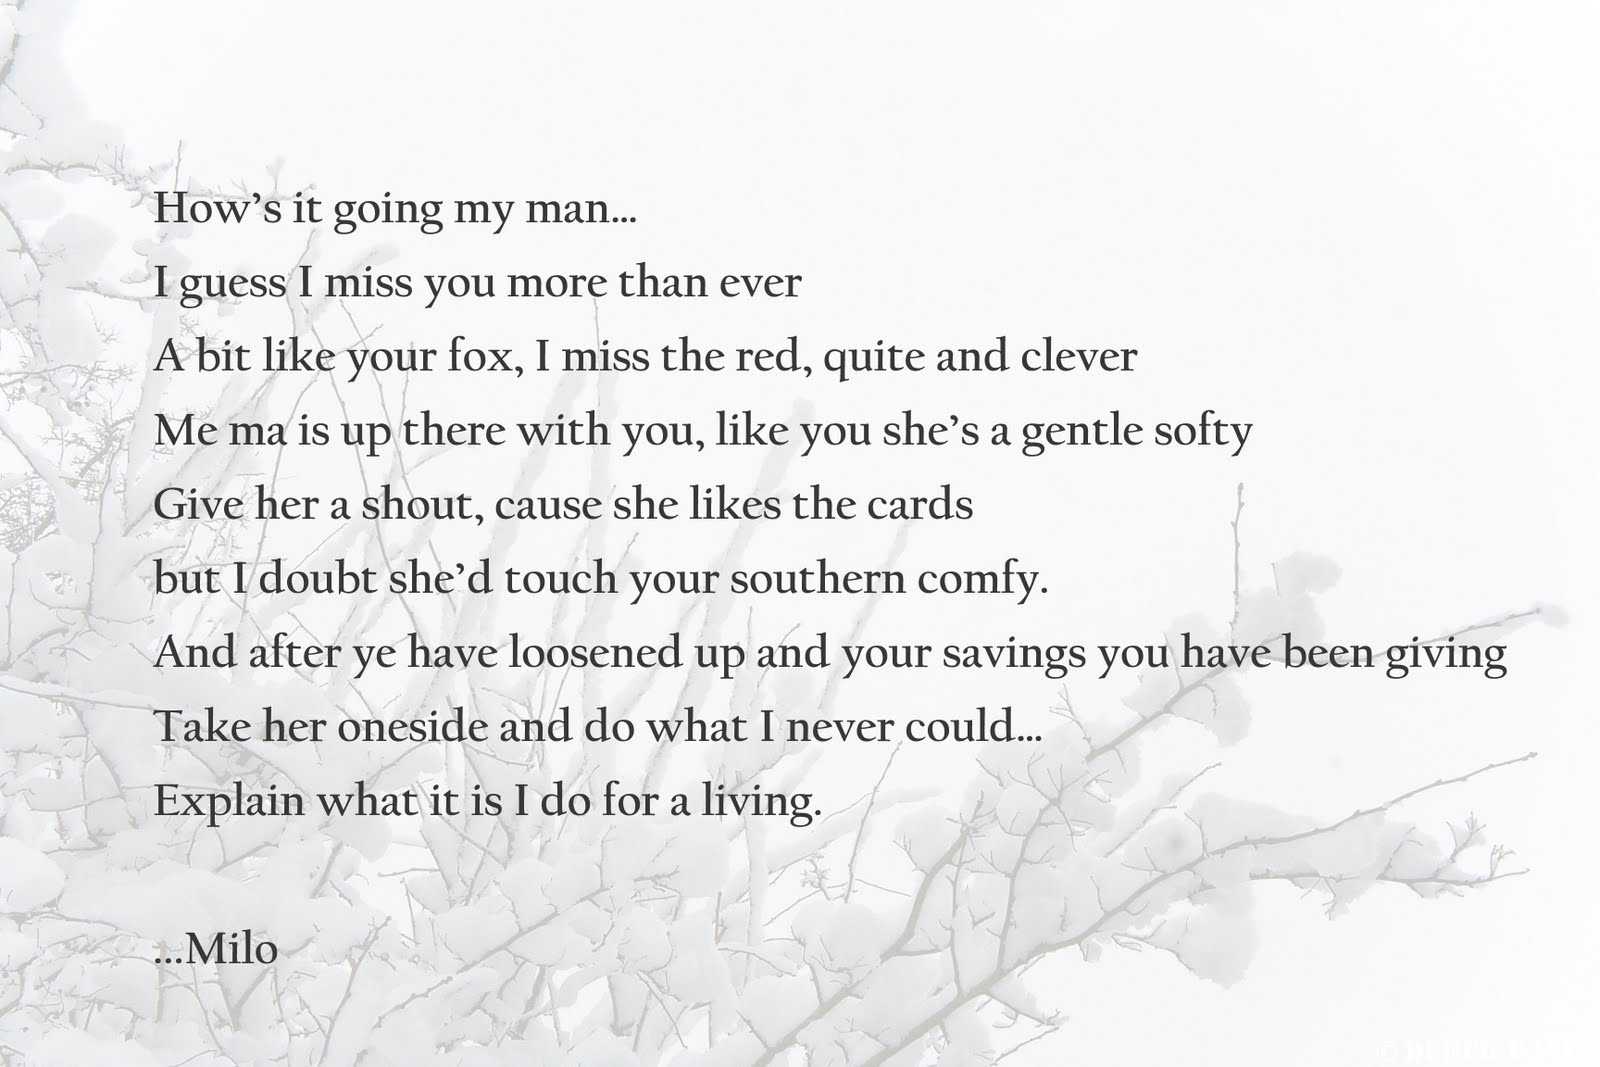 How’s it going my man...
I guess I miss you more than ever
A bit like your fox, I miss the red, quite and clever
Me ma is up there with you, like you she’s a gentle softy
Give her a shout, cause she likes the cards
but I doubt she’d touch your southern comfy.
And after ye have loosened up and your savings you have been giving
Take her oneside and do what I never could...
Explain what it is I do for a living.
...Milo